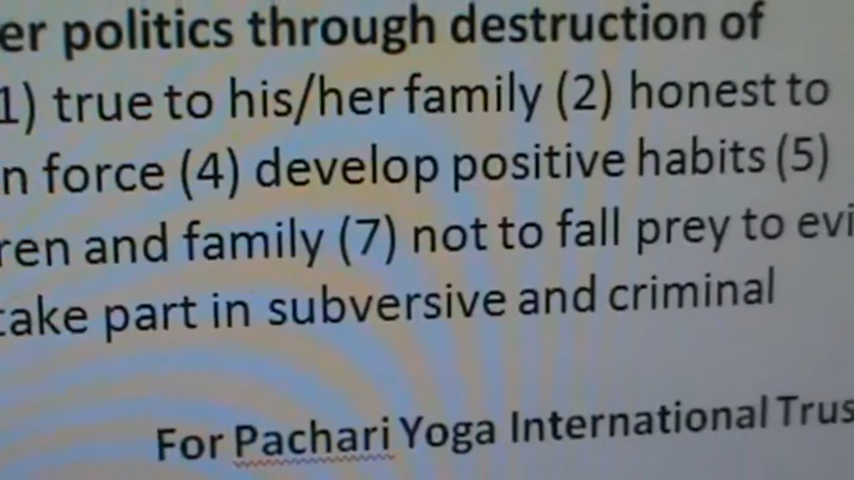 er politics through destruction of
1) true to his/her family (2) honest to
n force (4) develop positive habits (5)
ren and family (7) not to fall prey to evi
take part in subversive and criminal
For Pachari Yoga International Trus